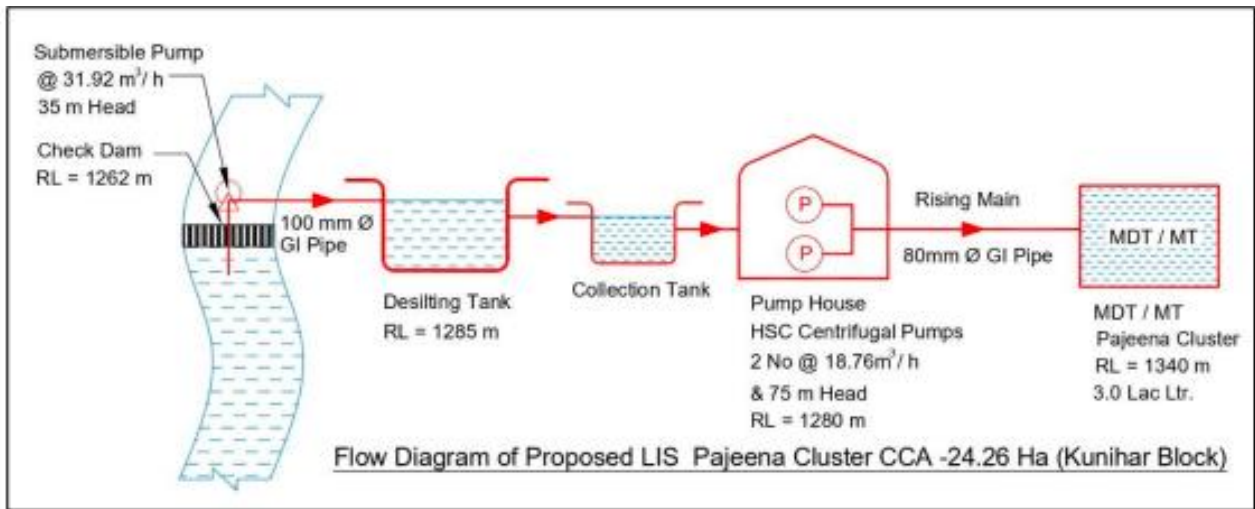 Submersible Pump
@ 31.92 m³/ h
35 m Head
Check Dam
RL = 1262 m
100 mm Ø
GI Pipe
Desilting Tank
RL = 1285 m
Collection Tank
P
P
Pump House
HSC Centrifugal Pumps
2 No @ 18.76m³/ h
& 75 m Head
RL = 1280 m
Rising Main
80mm Ø GI Pipe
MDT / MT
MDT / MT
Pajeena Cluster
RL = 1340 m
3.0 Lac Ltr.
Flow Diagram of Proposed LIS Pajeena Cluster CCA -24.26 Ha (Kunihar Block)